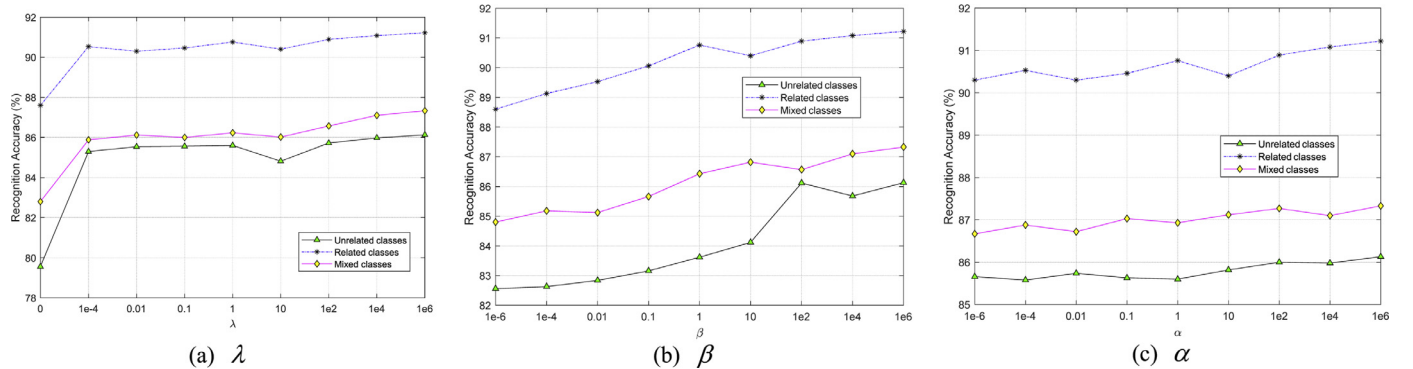 Recognition Accuracy (%)
92
90
88
86
84
82
80
78
0 1e-4 0.01 0.1 1 10 1e2 1e4 1e6
λ
Unrelated classes
Related classes
Mixed classes
(a) λ
Recognition Accuracy (%)
92
91
90
89
88
87
86
85
84
83
82
1e-6 1e-4 0.01 0.1 1 10 1e2 1e4 1e6
β
Unrelated classes
Related classes
Mixed classes
(b) β
Recognition Accuracy (%)
92
91
90
89
88
87
86
85
1e-6 1e-4 0.01 0.1 1 10 1e2 1e4 1e6
α
Unrelated classes
Related classes
Mixed classes
(c) α